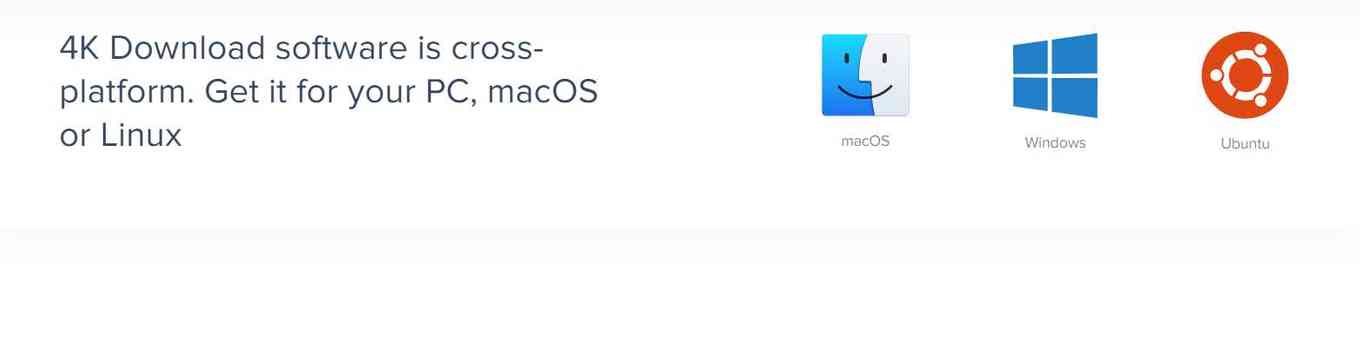 4K Download software is cross-
platform. Get it for your PC, macOS
or Linux
macOS
Windows
Ubuntu